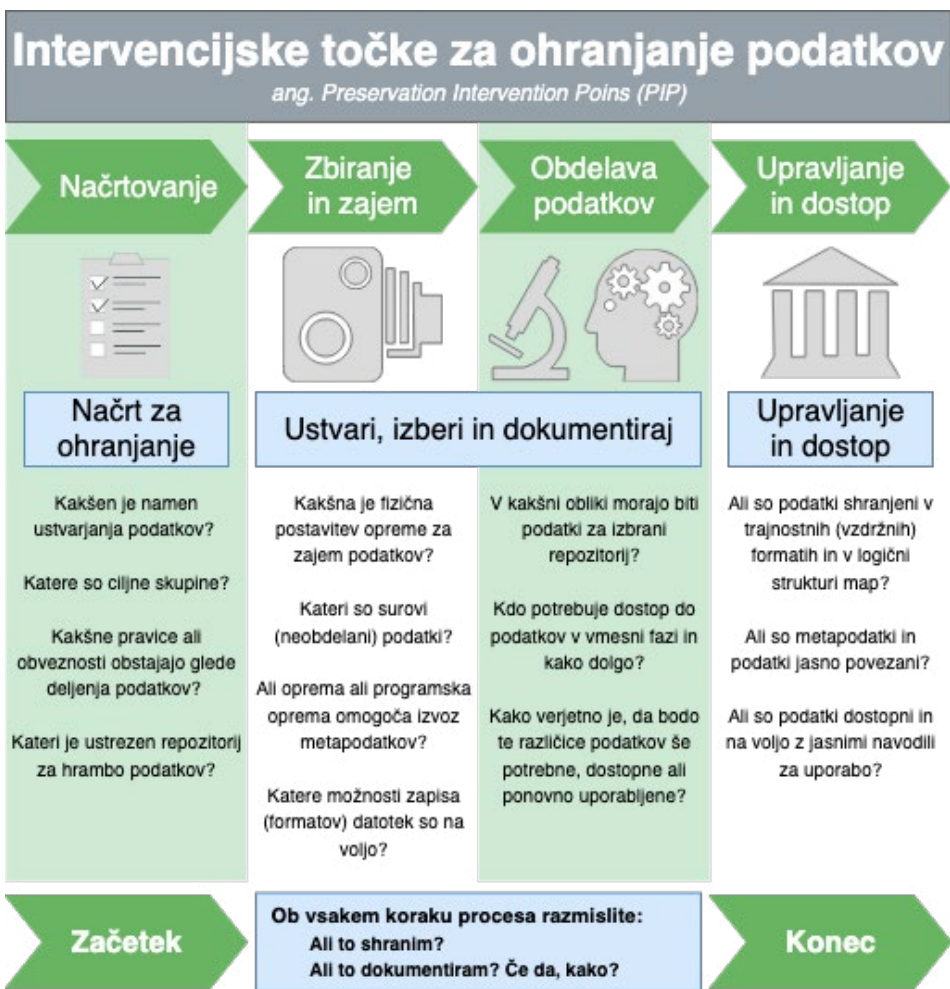 Intervencijske točke za ohranjanje podatkov
ang. Preservation Intervention Poins (PIP)
Načrtovanje
Zbiranje
in zajem
Obdelava
podatkov
Upravljanje
in dostop
Načrt za
ohranjanje
Ustvari, izberi in dokumentiraj
Upravljanje
in dostop
Kakšen je namen
ustvarjanja podatkov?
Katere so ciljne skupine?
Kakšne pravice ali
obveznosti obstajajo glede
deljenja podatkov?
Kateri je ustrezen repozitorij
za hrambo podatkov?
Kakšna je fizična
postavitev opreme za
zajem podatkov?
Kateri so surovi
(neobdelani) podatki?
Ali oprema ali programska
oprema omogoča izvoz
metapodatkov?
Katere možnosti zapisa
(formatov) datotek so na
voljo?
V kakšni obliki morajo biti
podatki za izbrani
repozitorij?
Kdo potrebuje dostop do
podatkov v vmesni fazi in
kako dolgo?
Kako verjetno je, da bodo
te različice podatkov še
potrebne, dostopne ali
ponovno uporabljene?
Ali so podatki shranjeni v
trajnostnih (vzdržnih)
formatih in v logični
strukturi map?
Ali so metapodatki in
podatki jasno povezani?
Ali so podatki dostopni in
na voljo z jasnimi navodili
za uporabo?
Začetek
Ob vsakem koraku procesa razmislite:
Ali to shranim?
Ali to dokumentiram? Če da, kako?
Konec